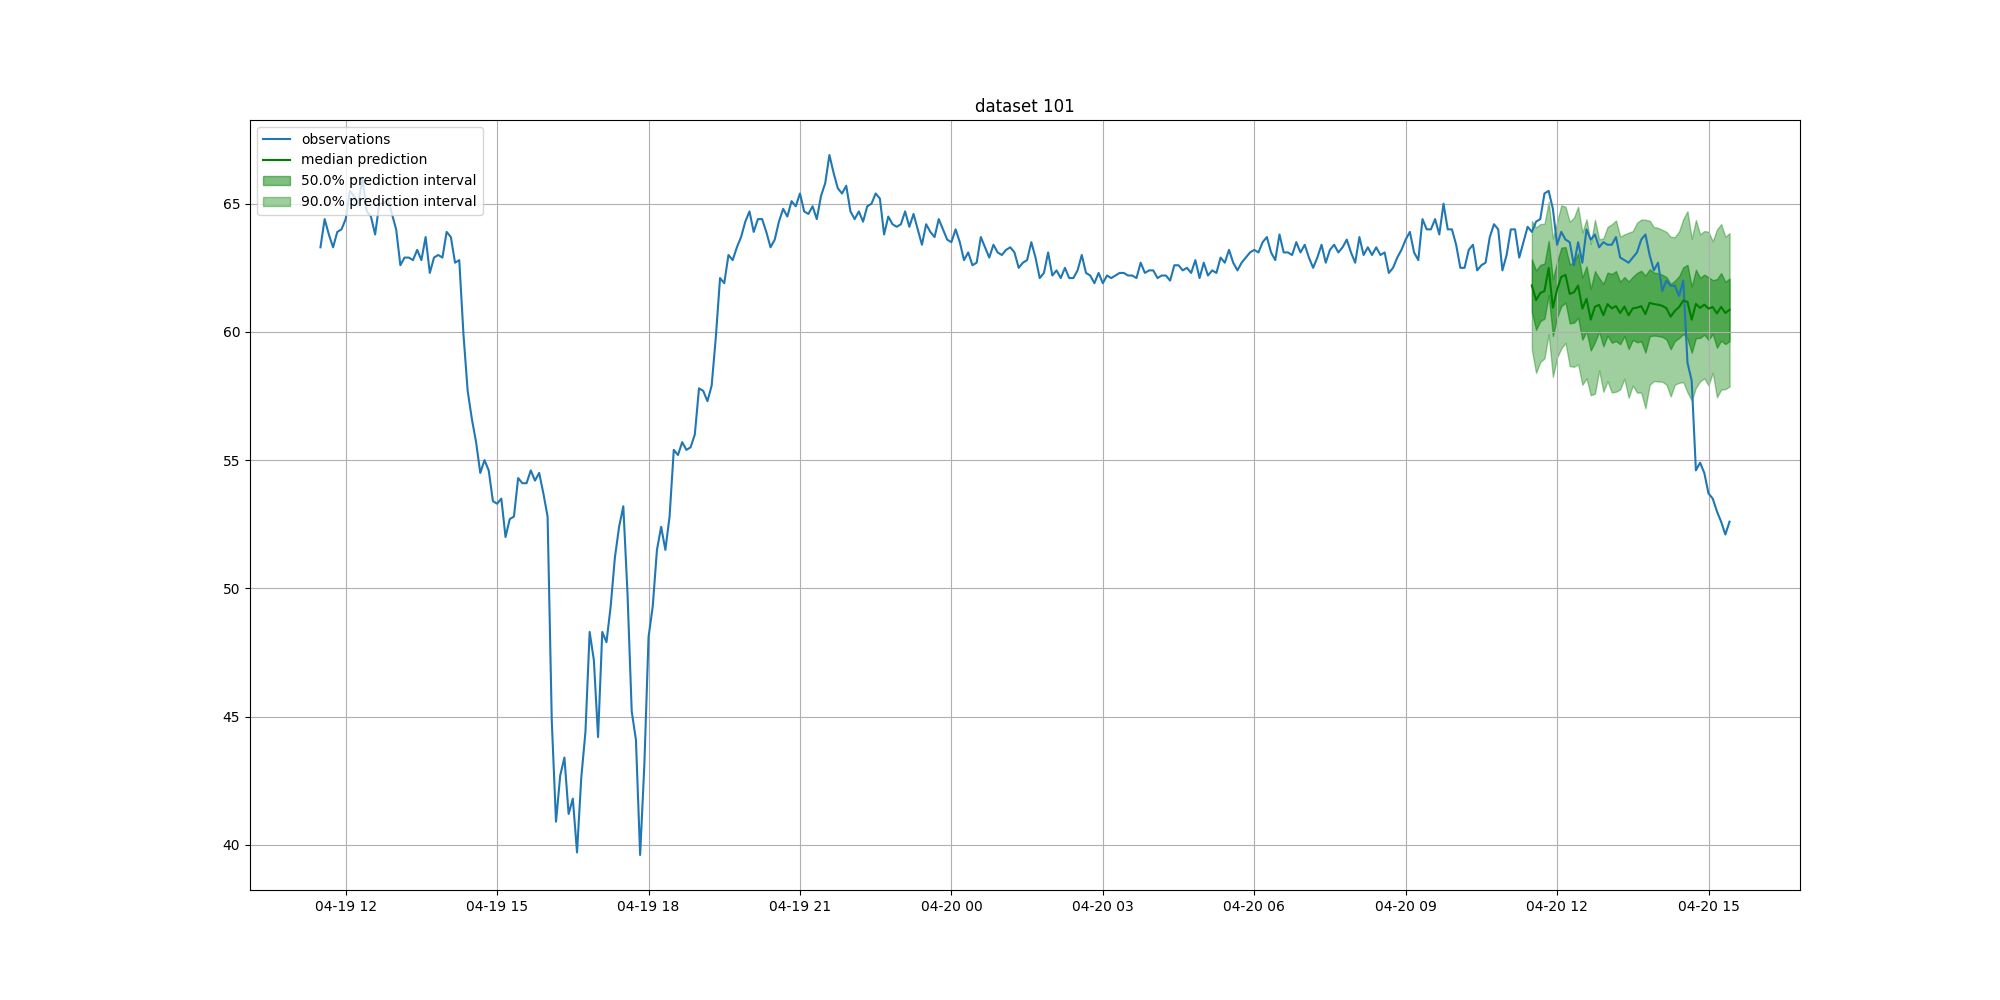 dataset 101
observations
median prediction
50.0% prediction interval
90.0% prediction interval
65
60
55
50
45
40
04-19 12 04-19 15 04-19 18 04-19 21 04-20 00 04-20 03 04-20 06 04-20 09 04-20 12 04-20 15